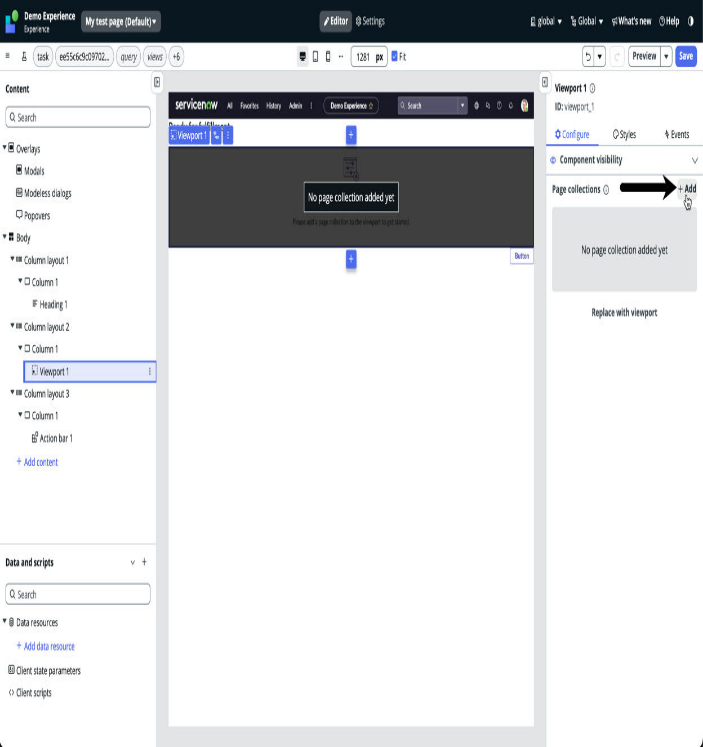 Demo Experience
Experience
My test page (Default)
Editor
Settings
global
Global
What's new
Help
task
ee55c6c9c09702...
query
views
+6
1281 px
Fit
Preview
Save
Content
Search
Overlays
Modals
Modeless dialogs
Popovers
Body
Column layout 1
Column 1
Heading 1
Column layout 2
Column 1
Viewport 1
Column layout 3
Column 1
Action bar 1
+ Add content
Data and scripts
Search
Data resources
+ Add data resource
Client state parameters
Client scripts
servicenow
All
Favorites
History
Admin
Demo Experience
Search
Ready for fulfillment
Viewport 1
No page collection added yet
Please add a page collection to the viewport to get started.
Button
Viewport 1
ID: viewport_1
Configure
Styles
Events
Component visibility
Page collections
+ Add
No page collection added yet
Replace with viewport